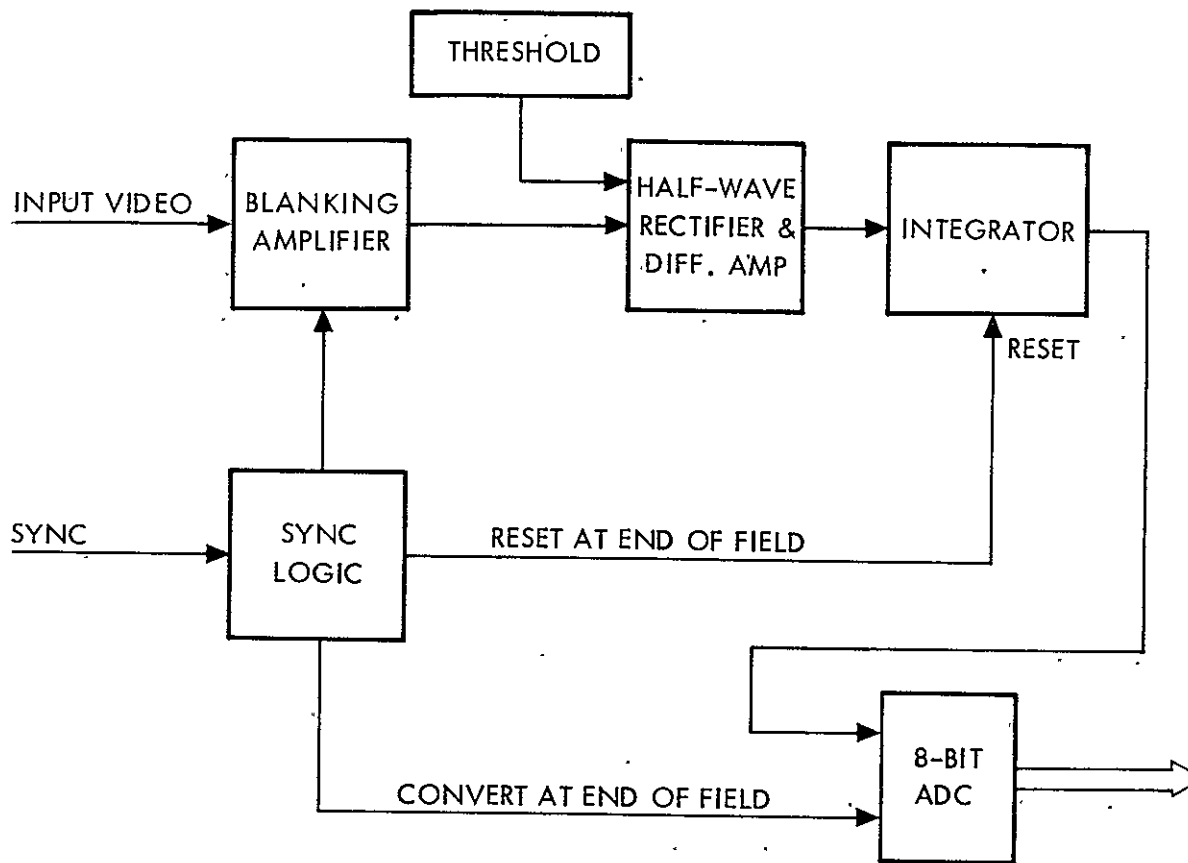 THRESHOLD
INPUT VIDEO
BLANKING
AMPLIFIER
HALF-WAVE
RECTIFIER &
DIFF. AMP
INTEGRATOR
RESET
SYNC
SYNC
LOGIC
RESET AT END OF FIELD
CONVERT AT END OF FIELD
8-BIT
ADC